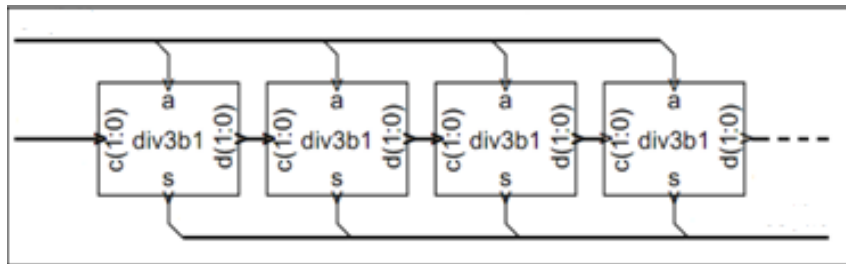 a a a a
c(1:0) div3b1 d(1:0) c(1:0) div3b1 d(1:0) c(1:0) div3b1 d(1:0) c(1:0) div3b1 d(1:0)
s s s s